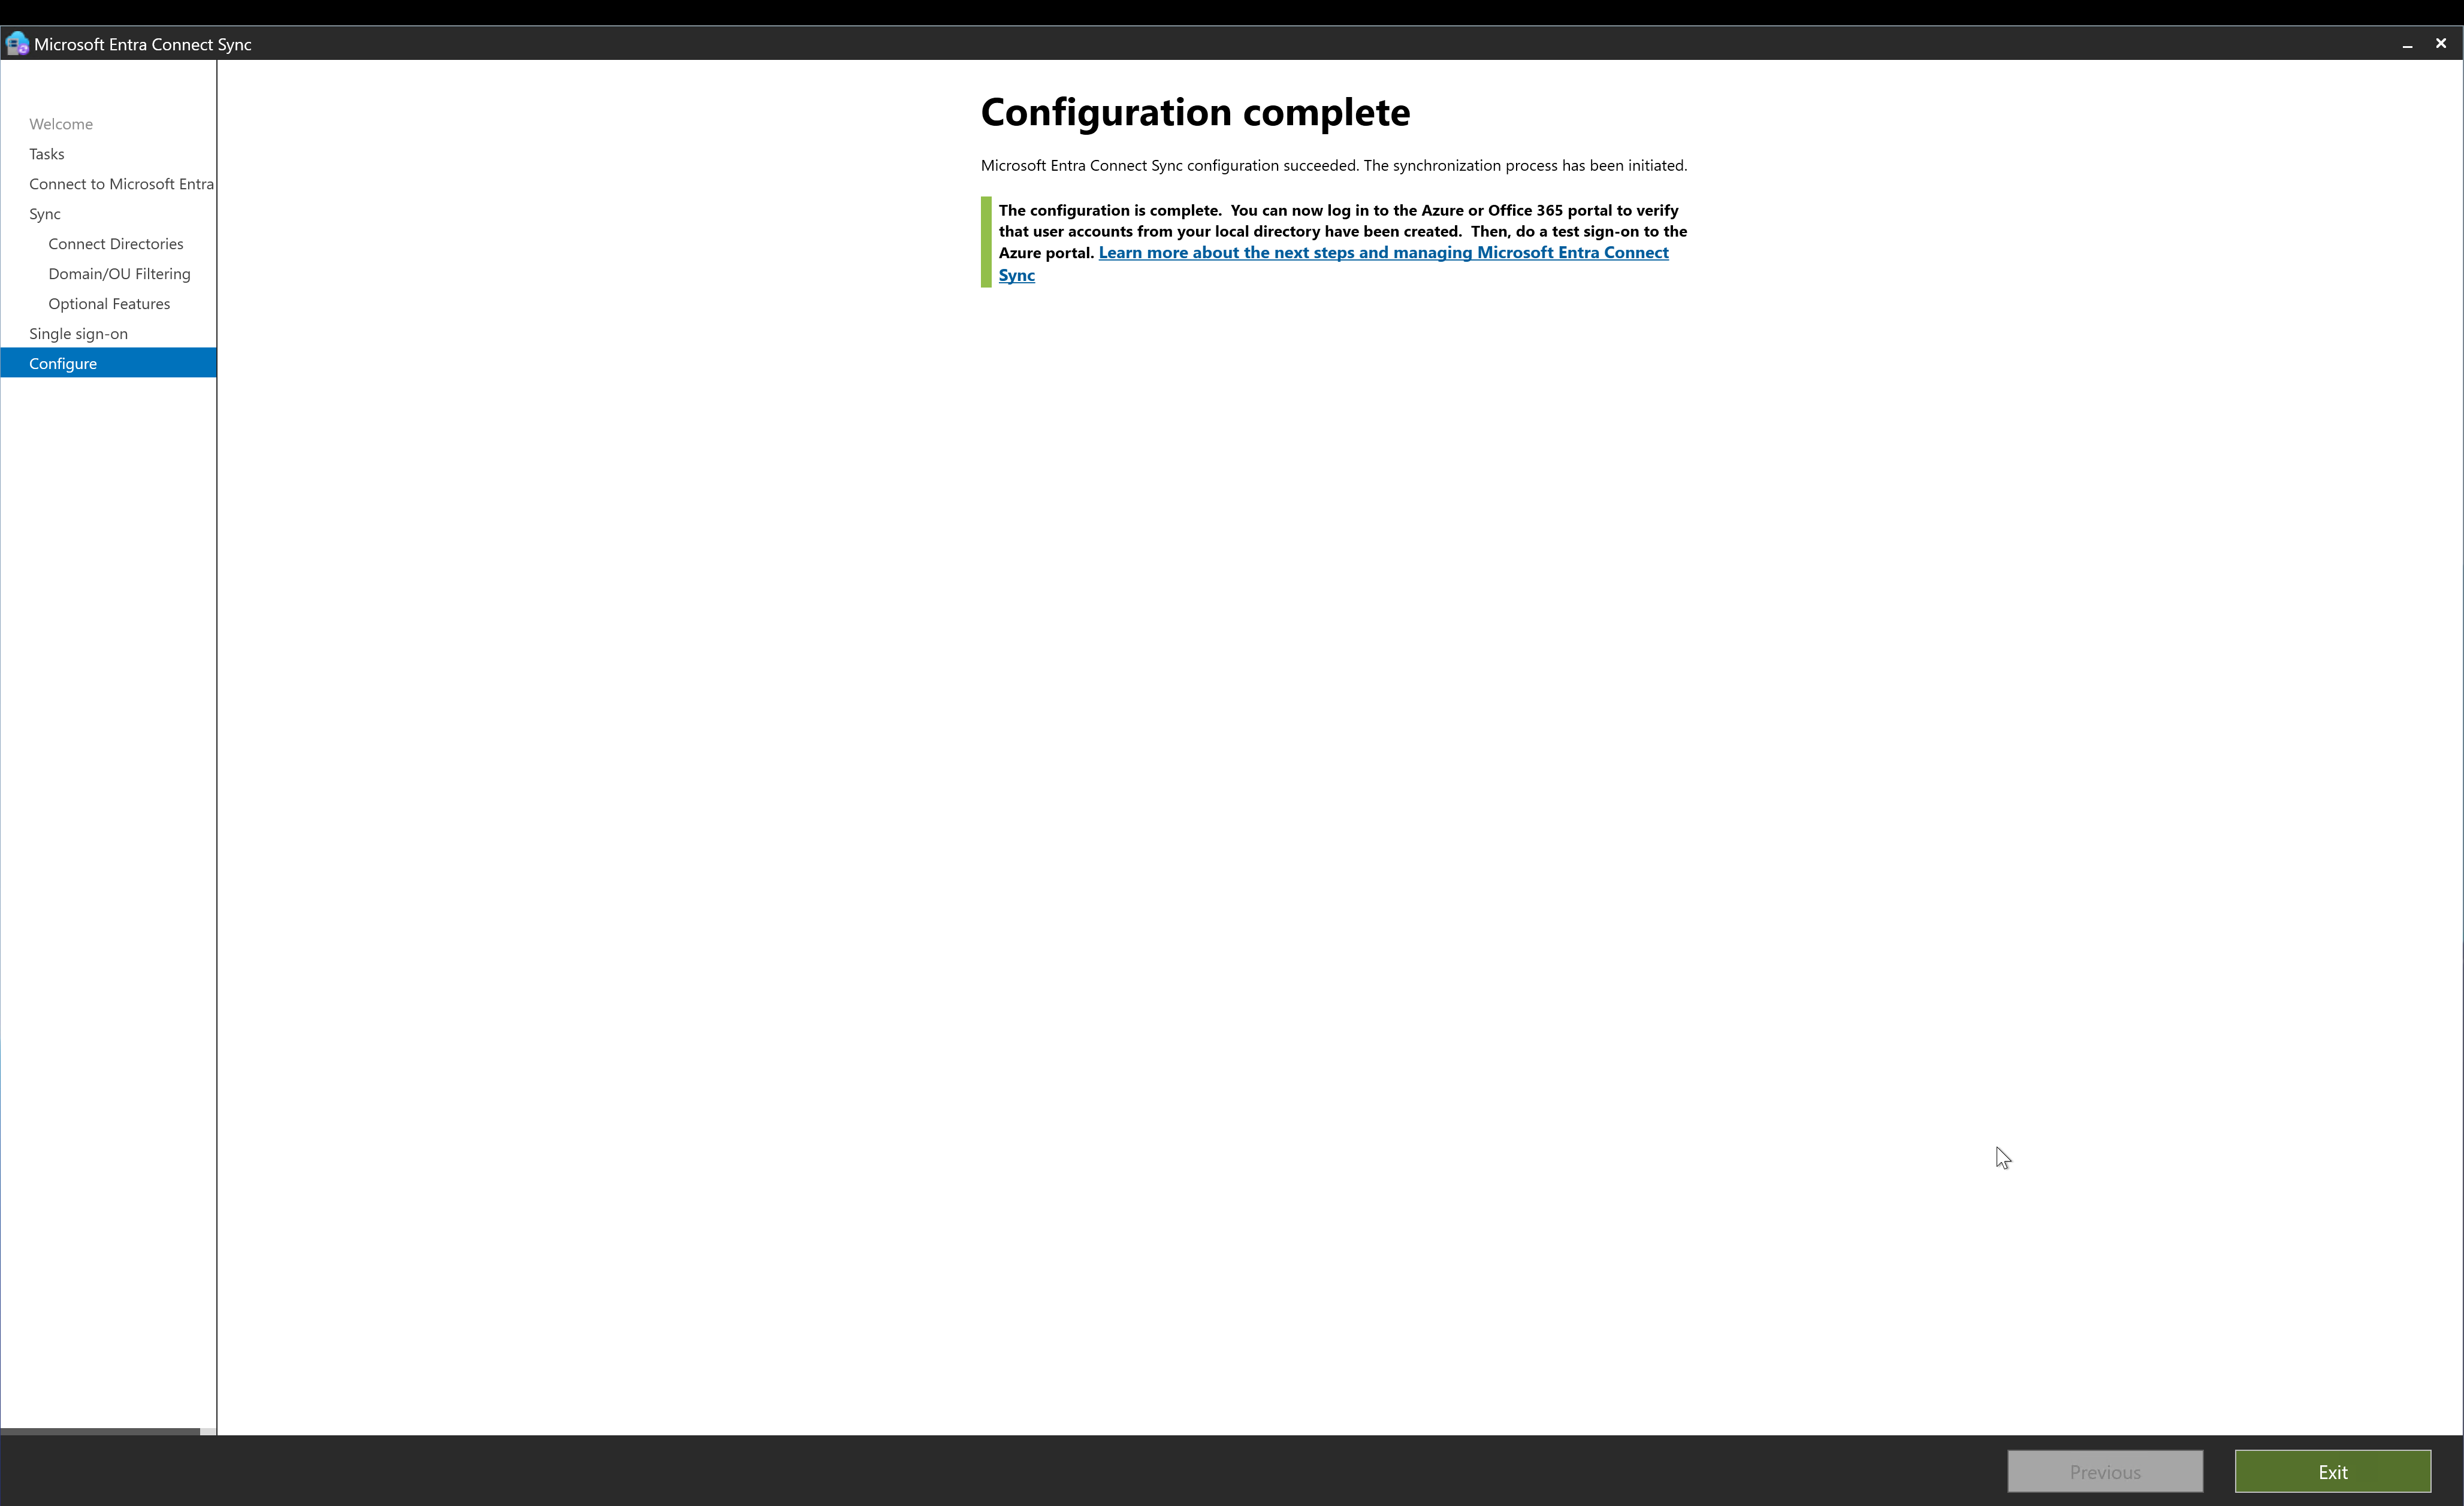 Microsoft Entra Connect Sync
Welcome
Tasks
Connect to Microsoft Entra
Sync
Connect Directories
Domain/OU Filtering
Optional Features
Single sign-on
Configure
Configuration complete
Microsoft Entra Connect Sync configuration succeeded. The synchronization process has been initiated.
The configuration is complete.  You can now log in to the Azure or Office 365 portal to verify
that user accounts from your local directory have been created.  Then, do a test sign-on to the
Azure portal. Learn more about the next steps and managing Microsoft Entra Connect
Sync
Previous
Exit